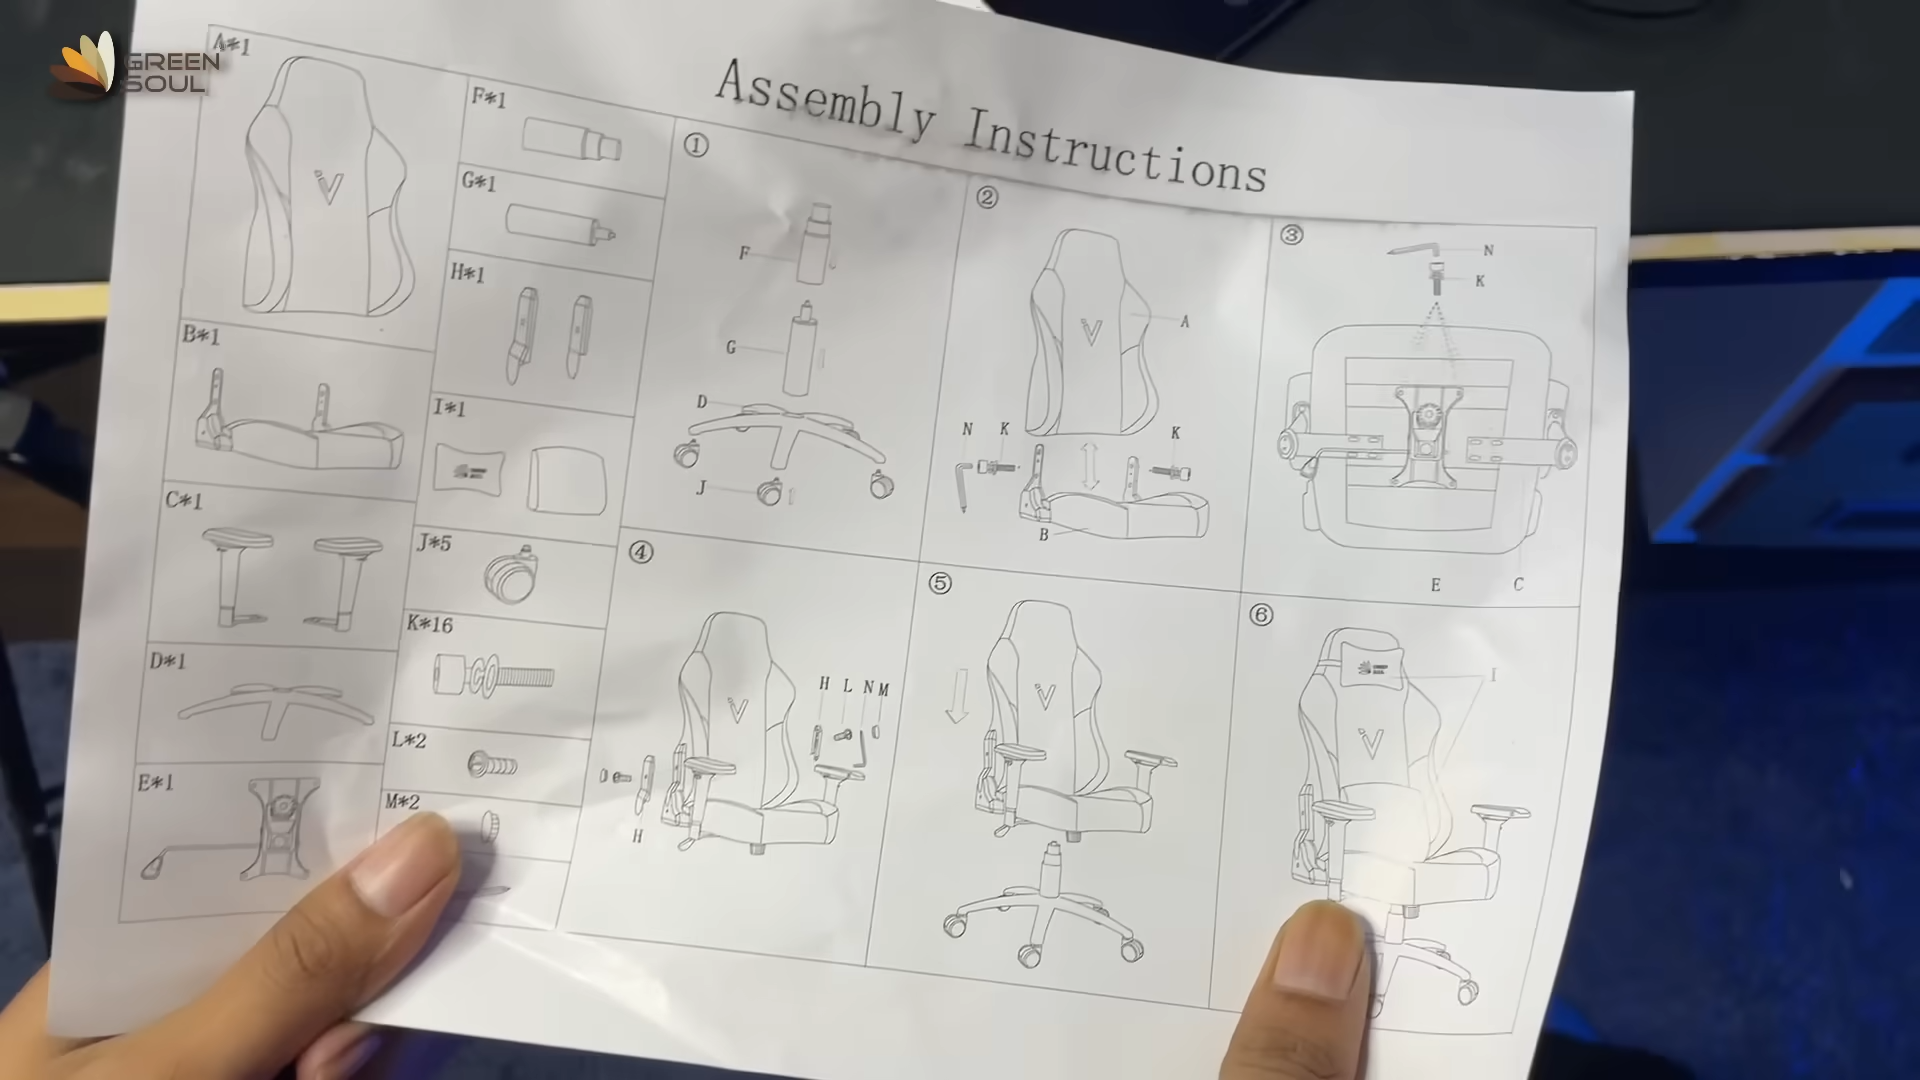 GREEN
SOUL
Assembly Instructions
A*1
B*1
C*1
D*1
E*1
F*1
G*1
H*1
I*1
J*5
K*16
L*2
M*2
①
F
G
D
J
②
A
N K K
B
③
N
K
E C
④
H L N M
H
⑤
⑥
I